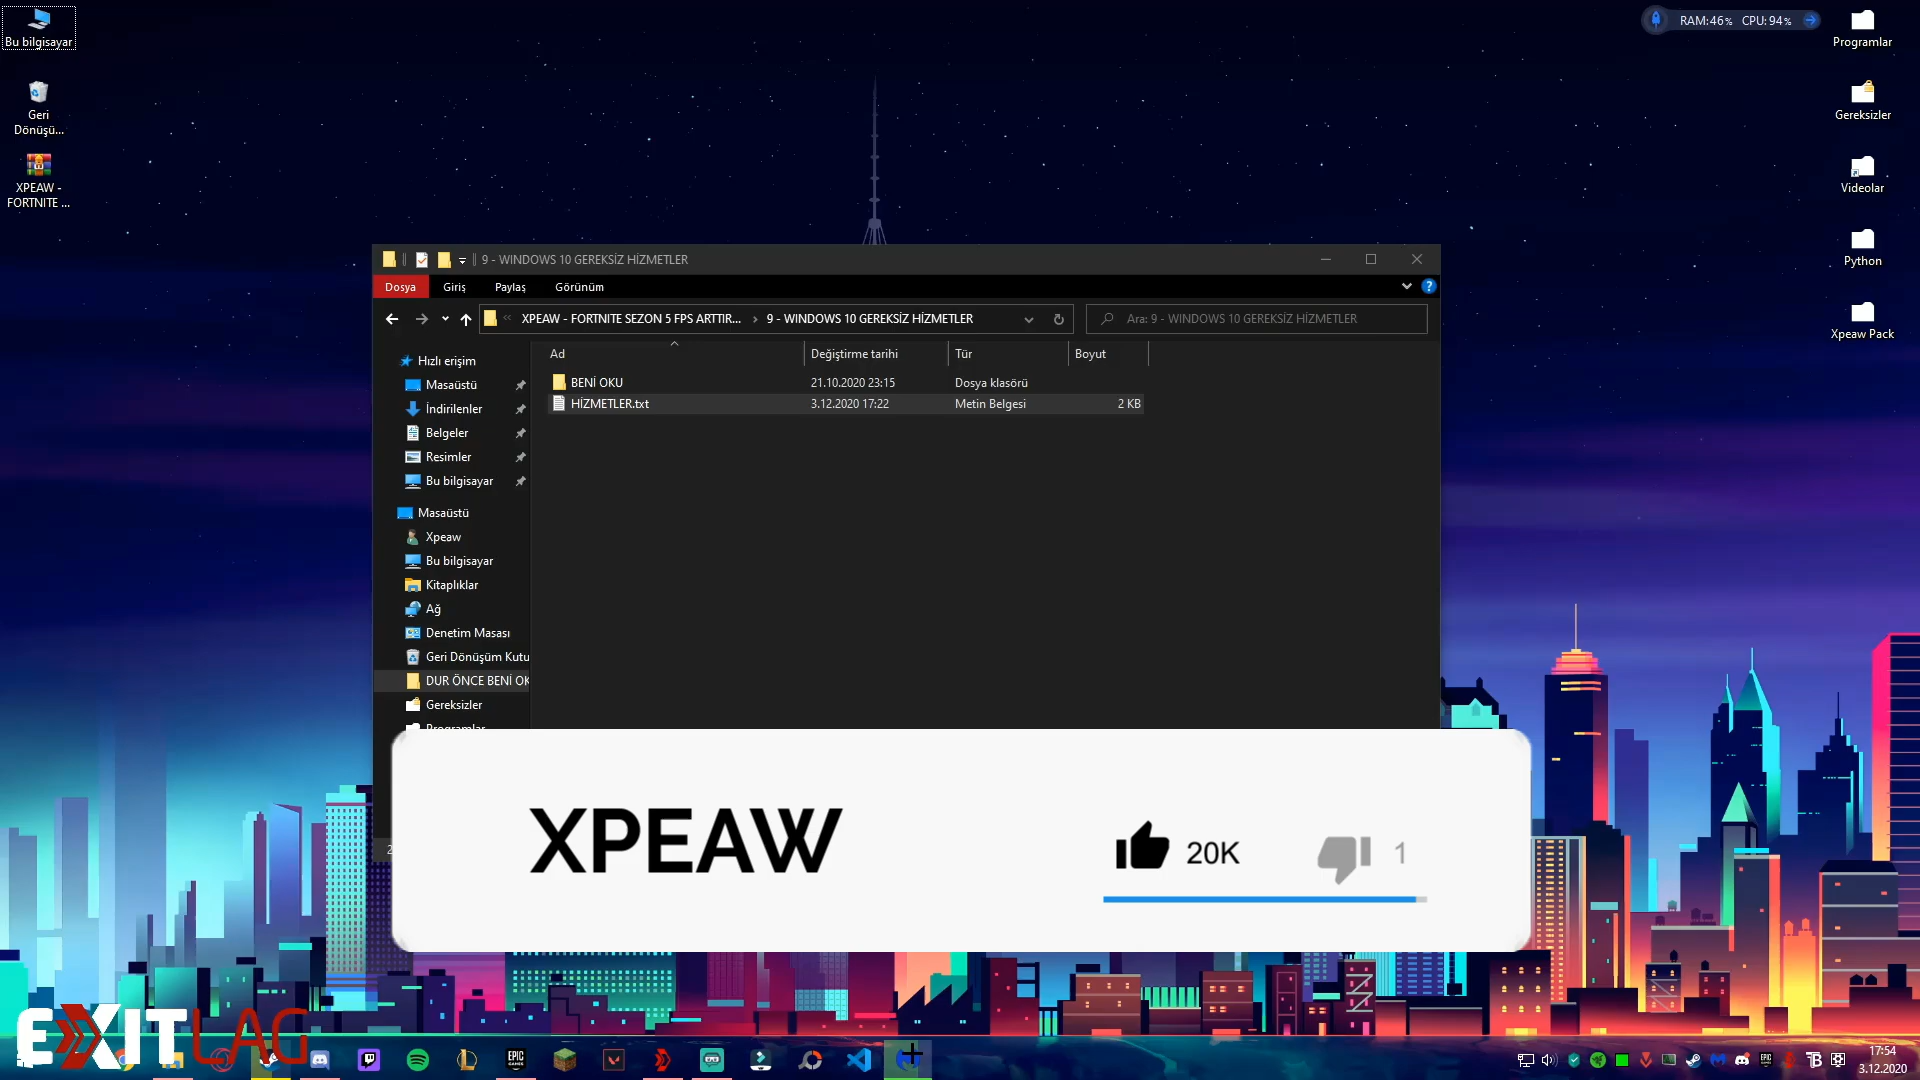 Bu bilgisayar
Geri
Dönüşü...
XPEAW -
FORTNITE ...
RAM:46% CPU:94%
Programlar
Gereksizler
Videolar
Python
Xpeaw Pack
9 - WINDOWS 10 GEREKSİZ HİZMETLER
Dosya Giriş Paylaş Görünüm
XPEAW - FORTNITE SEZON 5 FPS ARTTIR... › 9 - WINDOWS 10 GEREKSİZ HİZMETLER
Ara: 9 - WINDOWS 10 GEREKSİZ HİZMETLER
Ad Değiştirme tarihi Tür Boyut
BENİ OKU 21.10.2020 23:15 Dosya klasörü
HİZMETLER.txt 3.12.2020 17:22 Metin Belgesi 2 KB
Hızlı erişim
Masaüstü
İndirilenler
Belgeler
Resimler
Bu bilgisayar
Masaüstü
Xpeaw
Bu bilgisayar
Kitaplıklar
Ağ
Denetim Masası
Geri Dönüşüm Kutu
DUR ÖNCE BENİ OK
Gereksizler
Programlar
2
XPEAW
20K
1
EXITLAG
EPIC
GAMES
17:54
3.12.2020